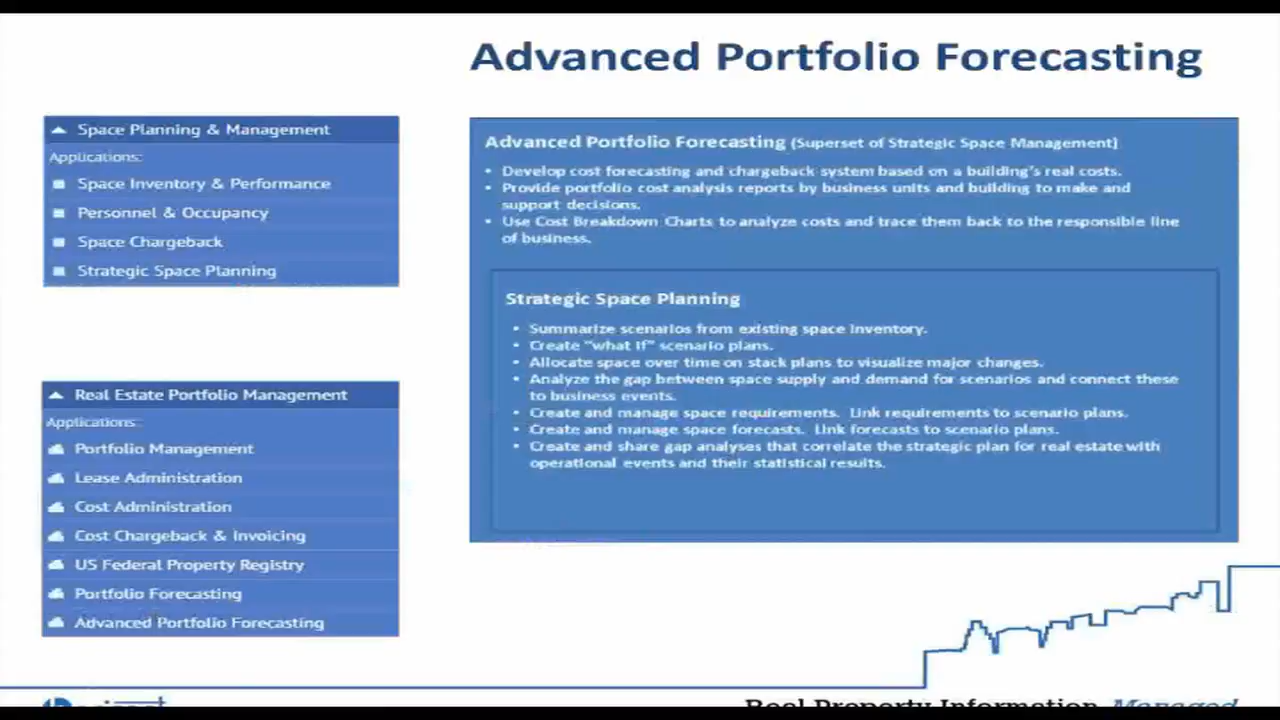 Advanced Portfolio Forecasting
Space Planning & Management
Applications:
Space Inventory & Performance
Personnel & Occupancy
Space Chargeback
Strategic Space Planning
Real Estate Portfolio Management
Applications:
Portfolio Management
Lease Administration
Cost Administration
Cost Chargeback & Invoicing
US Federal Property Registry
Portfolio Forecasting
Advanced Portfolio Forecasting
Advanced Portfolio Forecasting (Superset of Strategic Space Management)
• Develop cost forecasting and chargeback system based on a building's real costs.
• Provide portfolio cost analysis reports by business units and building to make and
support decisions.
• Use Cost Breakdown Charts to analyze costs and trace them back to the responsible line
of business.
Strategic Space Planning
• Summarize scenarios from existing space inventory.
• Create "what if" scenario plans.
• Allocate space over time on stack plans to visualize major changes.
• Analyze the gap between space supply and demand for scenarios and connect these
to business events.
• Create and manage space requirements. Link requirements to scenario plans.
• Create and manage space forecasts. Link forecasts to scenario plans.
• Create and share gap analyses that correlate the strategic plan for real estate with
operational events and their statistical results.
Real Property Information Managed